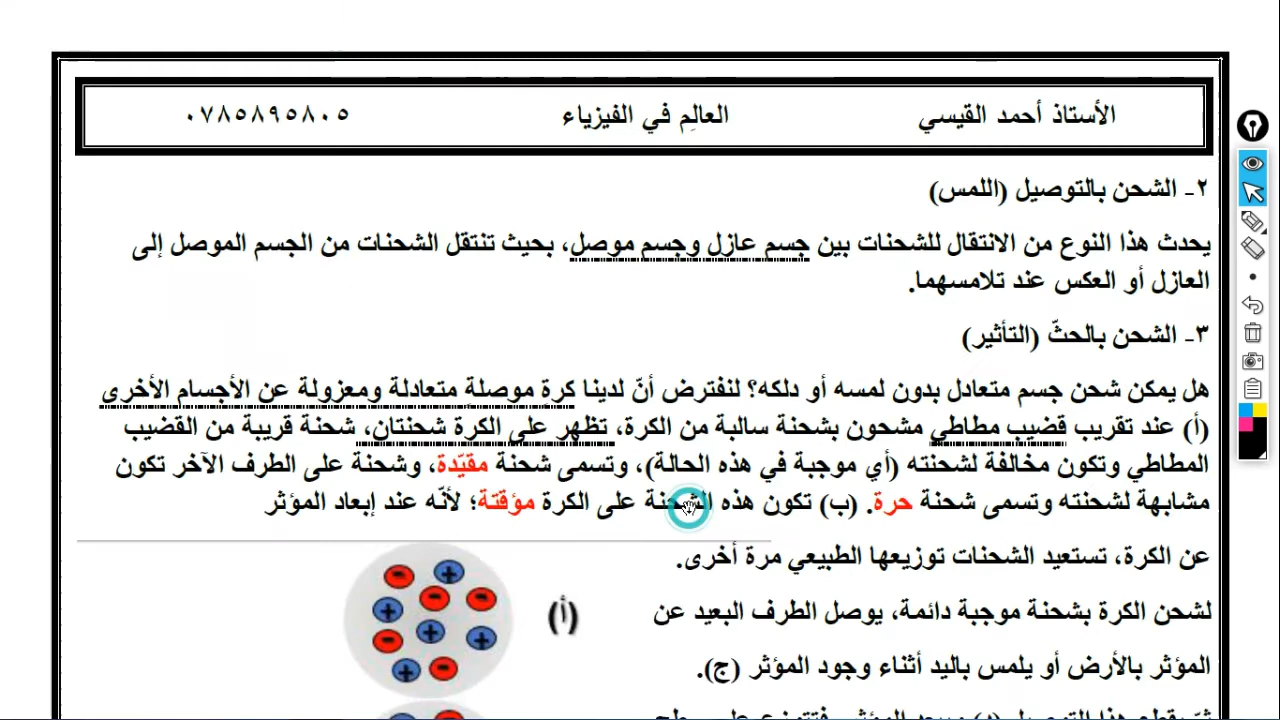 الأستاذ أحمد القيسي العالِم في الفيزياء ٠٧٨٥٨٩٥٨٠٥
٢- الشحن بالتوصيل (اللمس)
يحدث هذا النوع من الانتقال للشحنات بين جسم عازل وجسم موصل، بحيث تنتقل الشحنات من الجسم الموصل إلى
العازل أو العكس عند تلامسهما.
٣- الشحن بالحثّ (التأثير)
هل يمكن شحن جسم متعادل بدون لمسه أو دلكه؟ لنفترض أنّ لدينا كرة موصلة متعادلة ومعزولة عن الأجسام الأخرى
(أ) عند تقريب قضيب مطاطي مشحون بشحنة سالبة من الكرة، تظهر على الكرة شحنتان، شحنة قريبة من القضيب
المطاطي وتكون مخالفة لشحنته (أي موجبة في هذه الحالة)، وتسمى شحنة مقيّدة، وشحنة على الطرف الآخر تكون
مشابهة لشحنته وتسمى شحنة حرة. (ب) تكون هذه الشحنة على الكرة مؤقتة؛ لأنّه عند إبعاد المؤثر
عن الكرة، تستعيد الشحنات توزيعها الطبيعي مرة أخرى.
لشحن الكرة بشحنة موجبة دائمة، يوصل الطرف البعيد عن
(أ)
المؤثر بالأرض أو يلمس باليد أثناء وجود المؤثر (ج).